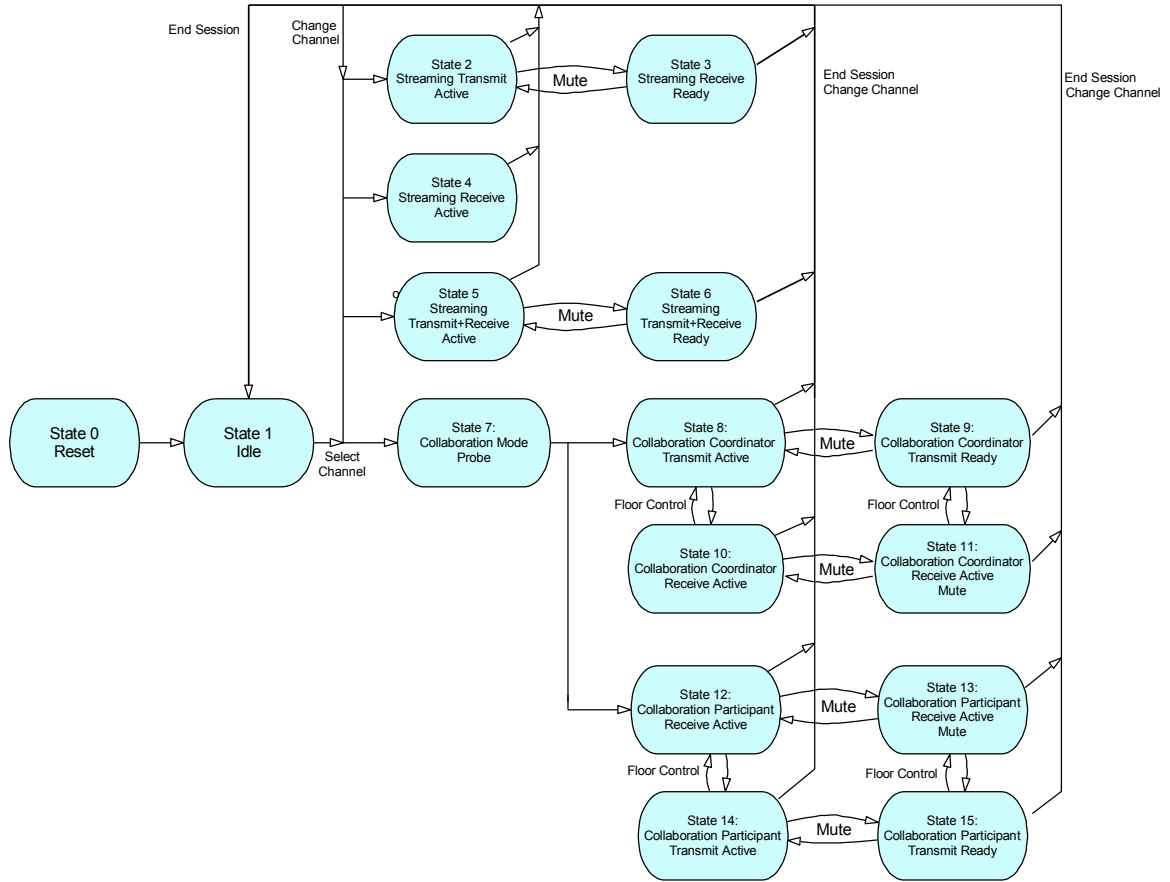 End Session
Change
Channel
State 2
Streaming Transmit
Active
Mute
State 3
Streaming Receive
Ready
End Session
Change Channel
End Session
Change Channel
State 4
Streaming Receive
Active
o
State 5
Streaming
Transmit+Receive
Active
Mute
State 6
Streaming
Transmit+Receive
Ready
State 0
Reset
State 1
Idle
Select
Channel
State 7:
Collaboration Mode
Probe
State 8:
Collaboration Coordinator
Transmit Active
Mute
State 9:
Collaboration Coordinator
Transmit Ready
Floor Control
Floor Control
State 10:
Collaboration Coordinator
Receive Active
Mute
State 11:
Collaboration Coordinator
Receive Active
Mute
State 12:
Collaboration Participant
Receive Active
Mute
State 13:
Collaboration Participant
Receive Active
Mute
Floor Control
Floor Control
State 14:
Collaboration Participant
Transmit Active
Mute
State 15:
Collaboration Participant
Transmit Ready